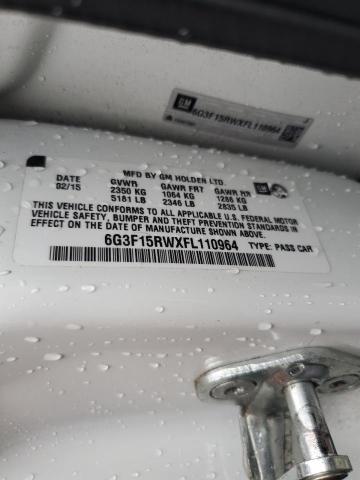 GM
6G3F15RWXFL110964
MFD BY GM HOLDEN LTD.
DATE GVWR GAWR FRT GAWR RR
02/15 2350 KG 1064 KG 1286 KG
5181 LB 2346 LB 2835 LB
GM
THIS VEHICLE CONFORMS TO ALL APPLICABLE U.S. FEDERAL MOTOR
VEHICLE SAFETY, BUMPER AND THEFT PREVENTION STANDARDS IN
EFFECT ON THE DATE OF MANUFACTURE SHOWN ABOVE.
6G3F15RWXFL110964 TYPE: PASS CAR